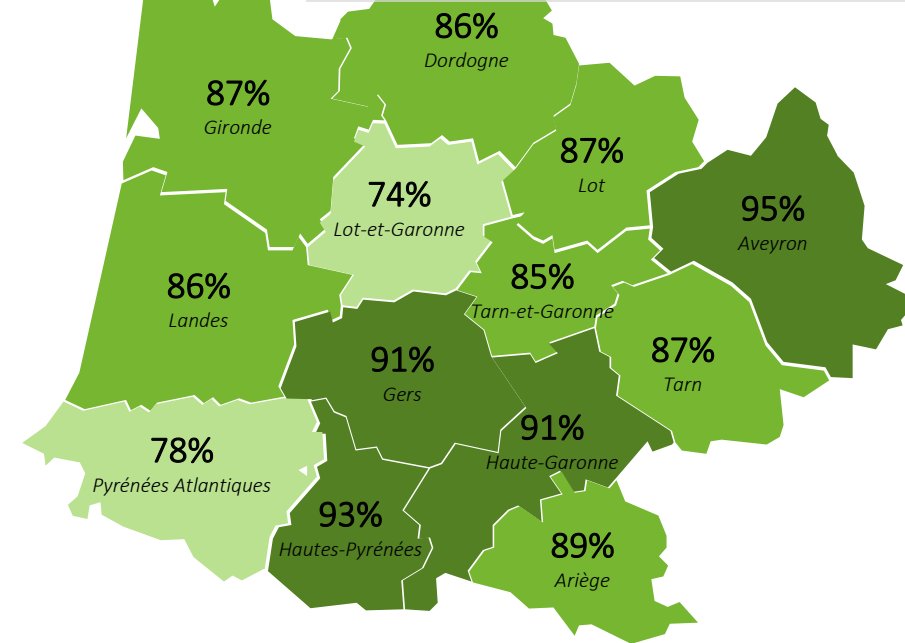 86%
Dordogne
87%
Gironde
87%
Lot
74%
Lot-et-Garonne
95%
Aveyron
86%
Landes
85%
Tarn-et-Garonne
91%
Gers
87%
Tarn
78%
Pyrénées Atlantiques
91%
Haute-Garonne
93%
Hautes-Pyrénées
89%
Ariège